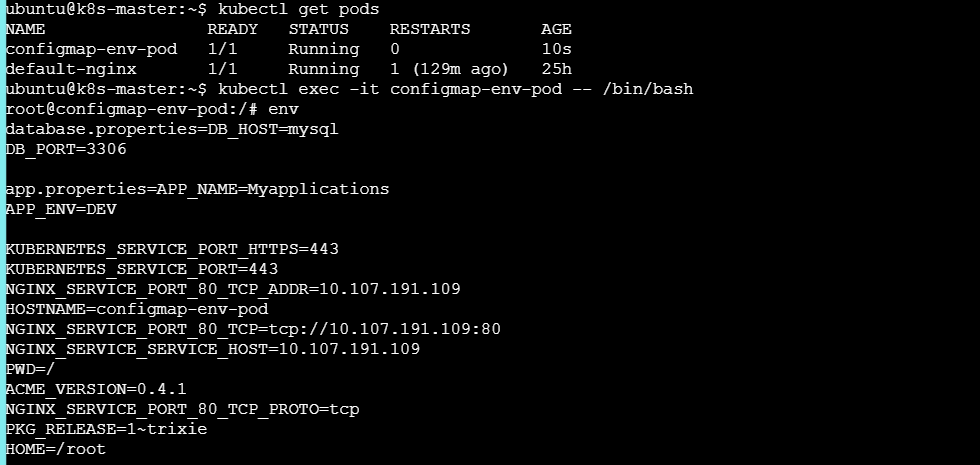 ubuntu@k8s-master:~$ kubectl get pods
NAME READY STATUS RESTARTS AGE
configmap-env-pod 1/1 Running 0 10s
default-nginx 1/1 Running 1 (129m ago) 25h
ubuntu@k8s-master:~$ kubectl exec -it configmap-env-pod -- /bin/bash
root@configmap-env-pod:/# env
database.properties=DB_HOST=mysql
DB_PORT=3306
app.properties=APP_NAME=Myapplications
APP_ENV=DEV
KUBERNETES_SERVICE_PORT_HTTPS=443
KUBERNETES_SERVICE_PORT=443
NGINX_SERVICE_PORT_80_TCP_ADDR=10.107.191.109
HOSTNAME=configmap-env-pod
NGINX_SERVICE_PORT_80_TCP=tcp://10.107.191.109:80
NGINX_SERVICE_SERVICE_HOST=10.107.191.109
PWD=/
ACME_VERSION=0.4.1
NGINX_SERVICE_PORT_80_TCP_PROTO=tcp
PKG_RELEASE=1~trixie
HOME=/root